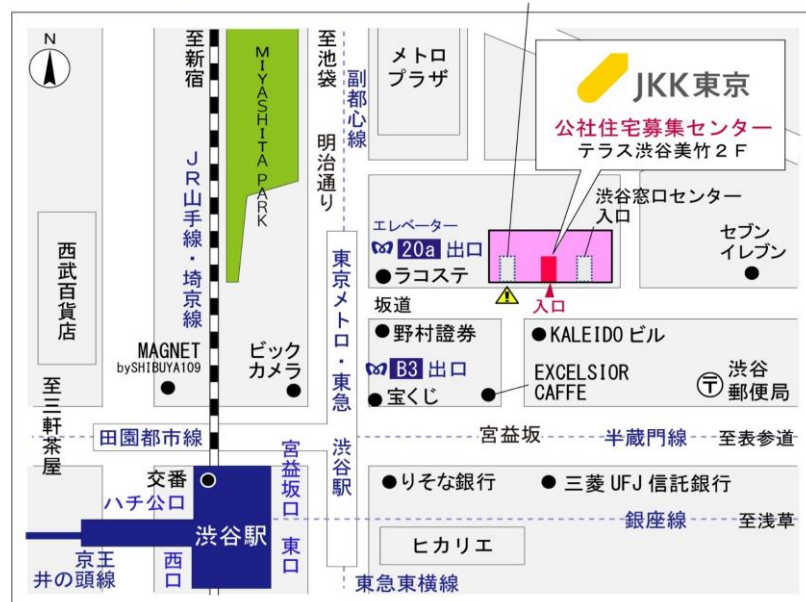 N
至新宿
MIYASHITA PARK
至池袋
明治通り
副都心線
メトロ
プラザ
JKK東京
公社住宅募集センター
テラス渋谷美竹2F
渋谷窓口センター
入口
JR山手線・埼京線
エレベーター
20a 出口
ラコステ
セブン
イレブン
西武百貨店
東京メトロ・東急 渋谷駅
坂道
入口
野村證券
KALEIDO ビル
MAGNET
bySHIBUYA109
ビック
カメラ
B3 出口
宝くじ
EXCELSIOR
CAFFE
渋谷
郵便局
至三軒茶屋
田園都市線
宮益坂
半蔵門線
至表参道
交番
ハチ公口
宮益坂口
りそな銀行
三菱 UFJ 信託銀行
渋谷駅
銀座線
至浅草
京王
井の頭線
西口
東口
ヒカリエ
東急東横線